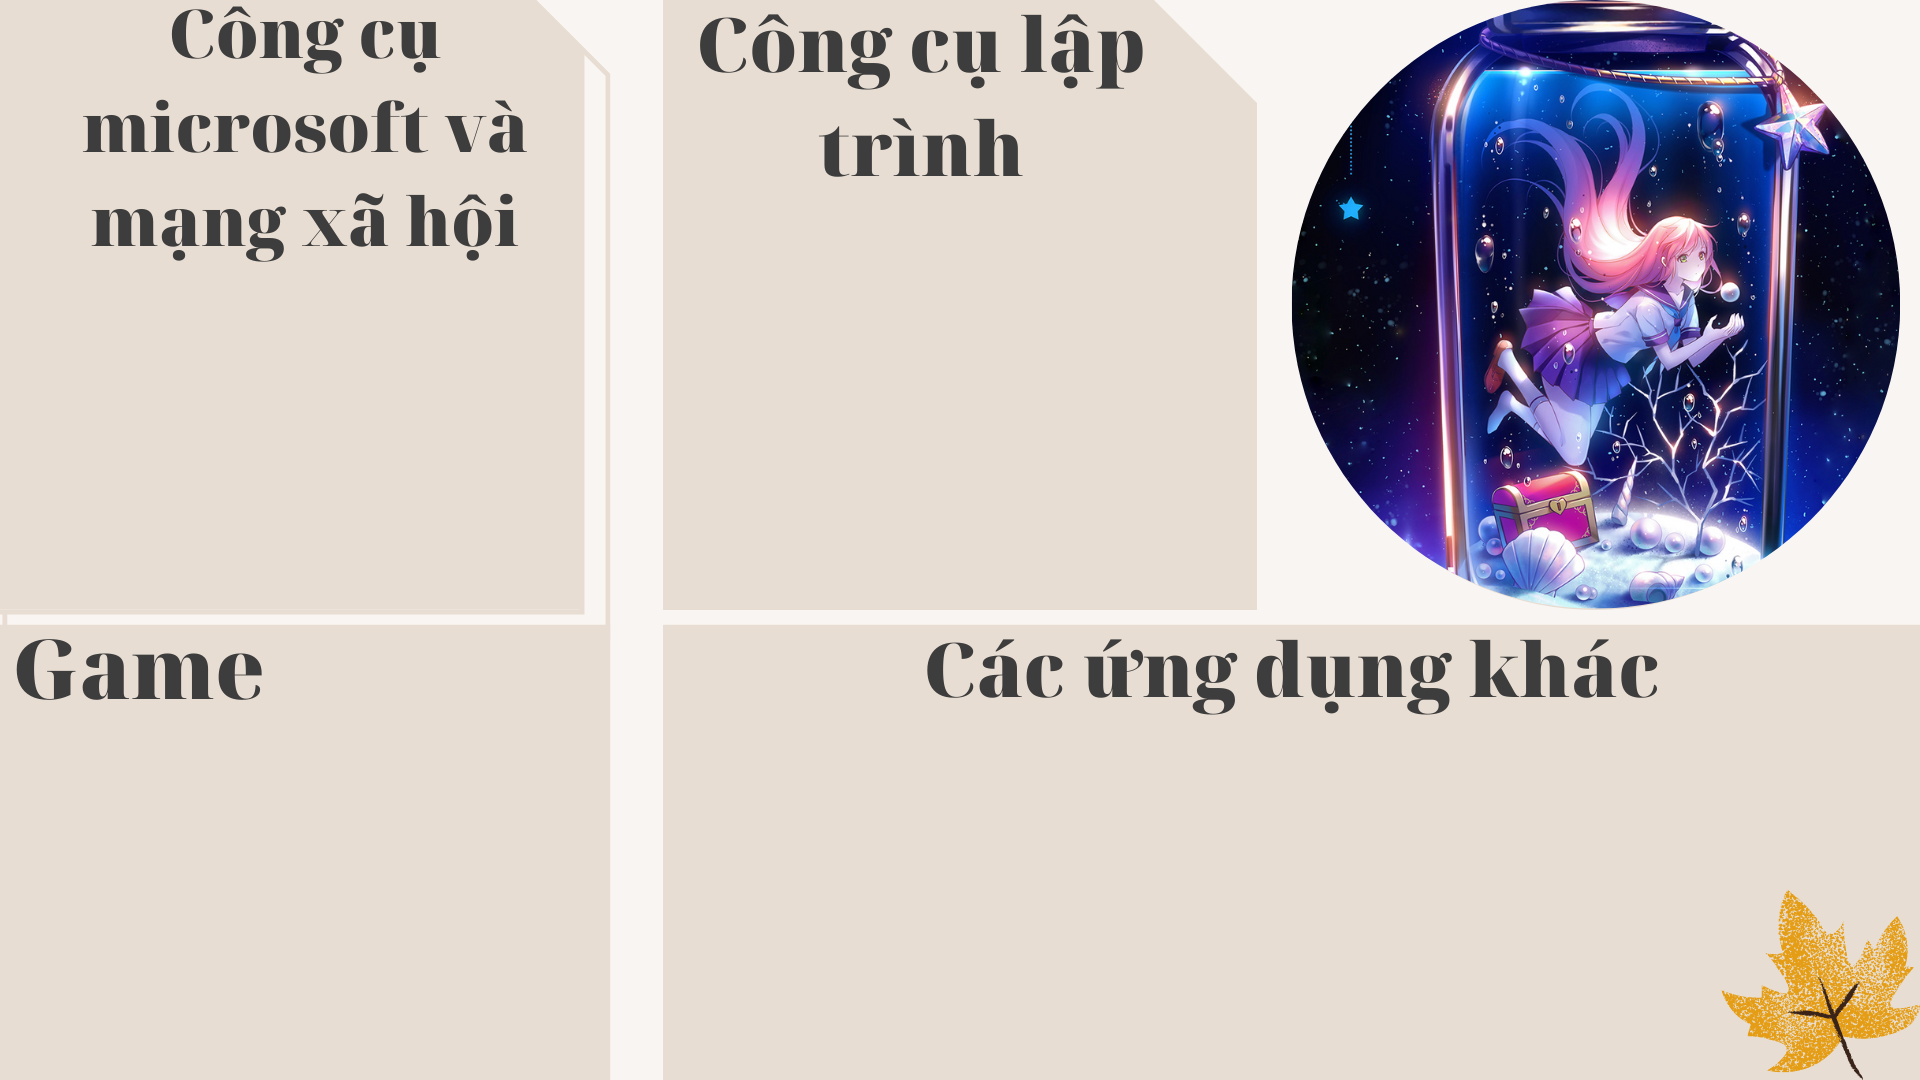 Công cụ
microsoft và
mạng xã hội
Công cụ lập
trình
Game
Các ứng dụng khác